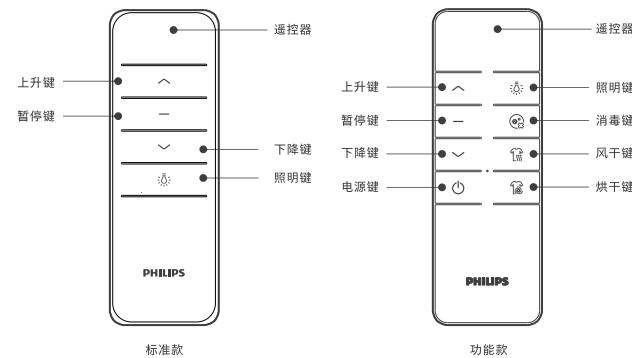 遥控器
上升键
暂停键
下降键
照明键
PHILIPS
标准款
遥控器
上升键
照明键
暂停键
消毒键
下降键
风干键
电源键
烘干键
PHILIPS
功能款